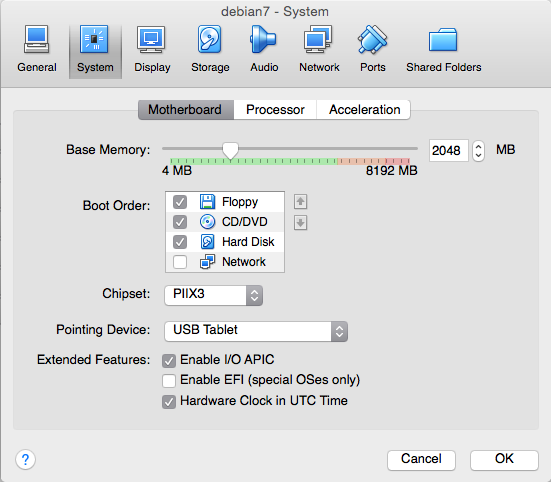 debian7 - System
General System Display Storage Audio Network Ports Shared Folders
Motherboard Processor Acceleration
Base Memory: 2048 MB
4 MB 8192 MB
Boot Order: Floppy
CD/DVD
Hard Disk
Network
Chipset: PIIX3
Pointing Device: USB Tablet
Extended Features: Enable I/O APIC
Enable EFI (special OSes only)
Hardware Clock in UTC Time
? Cancel OK